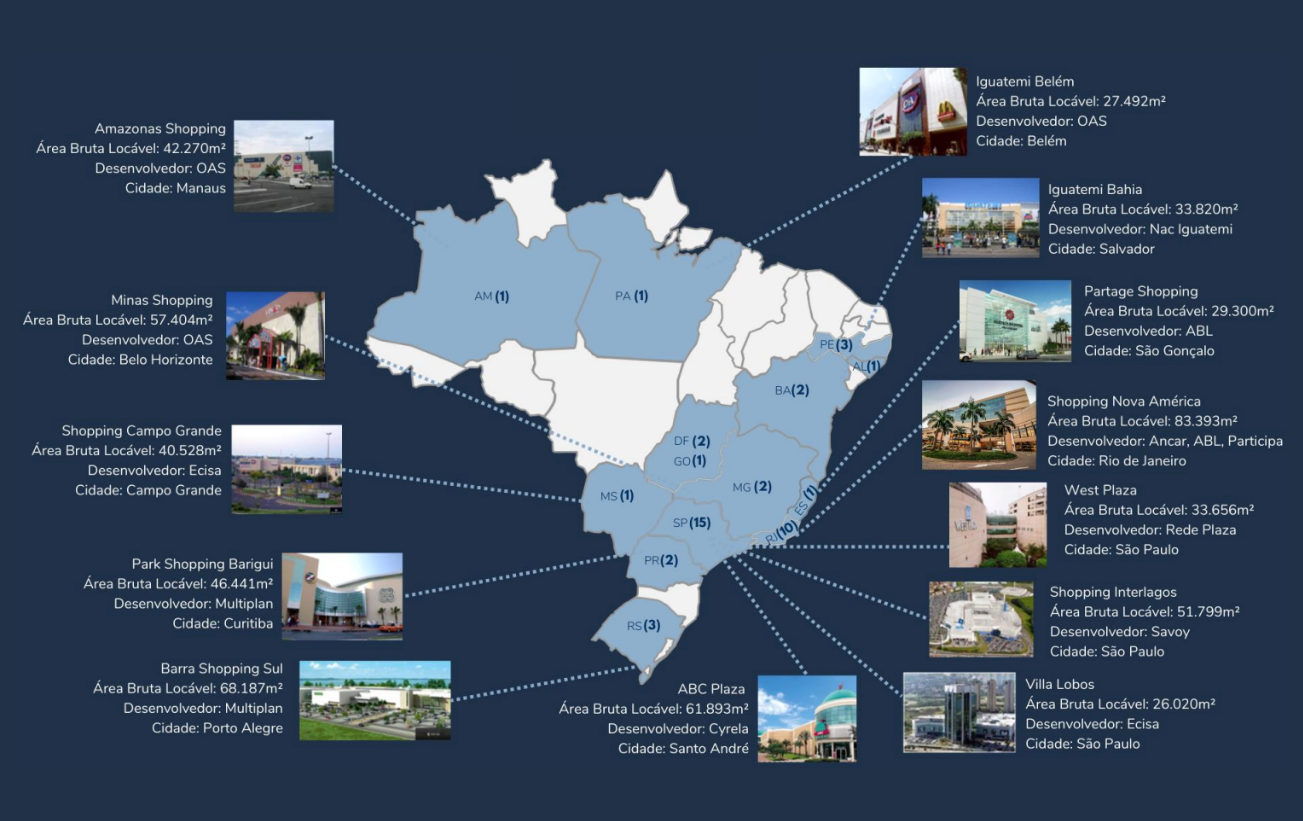 Amazonas Shopping
Área Bruta Locável: 42.270m²
Desenvolvedor: OAS
Cidade: Manaus
Minas Shopping
Área Bruta Locável: 57.404m²
Desenvolvedor: OAS
Cidade: Belo Horizonte
Shopping Campo Grande
Área Bruta Locável: 40.528m²
Desenvolvedor: Ecisa
Cidade: Campo Grande
Park Shopping Barigui
Área Bruta Locável: 46.441m²
Desenvolvedor: Multiplan
Cidade: Curitiba
Barra Shopping Sul
Área Bruta Locável: 68.187m²
Desenvolvedor: Multiplan
Cidade: Porto Alegre
AM (1)
PA (1)
PE (3)
AL (1)
BA (2)
DF (2)
GO (1)
MG (2)
MS (1)
ES (1)
SP (15)
RJ (10)
PR (2)
RS (3)
ABC Plaza
Área Bruta Locável: 61.893m²
Desenvolvedor: Cyrela
Cidade: Santo André
Iguatemi Belém
Área Bruta Locável: 27.492m²
Desenvolvedor: OAS
Cidade: Belém
Iguatemi Bahia
Área Bruta Locável: 33.820m²
Desenvolvedor: Nac Iguatemi
Cidade: Salvador
IGUATEMI
Partage Shopping
Área Bruta Locável: 29.300m²
Desenvolvedor: ABL
Cidade: São Gonçalo
Shopping Nova América
Área Bruta Locável: 83.393m²
Desenvolvedor: Ancar, ABL, Participa
Cidade: Rio de Janeiro
West Plaza
Área Bruta Locável: 33.656m²
Desenvolvedor: Rede Plaza
Cidade: São Paulo
Shopping Interlagos
Área Bruta Locável: 51.799m²
Desenvolvedor: Savoy
Cidade: São Paulo
Villa Lobos
Área Bruta Locável: 26.020m²
Desenvolvedor: Ecisa
Cidade: São Paulo